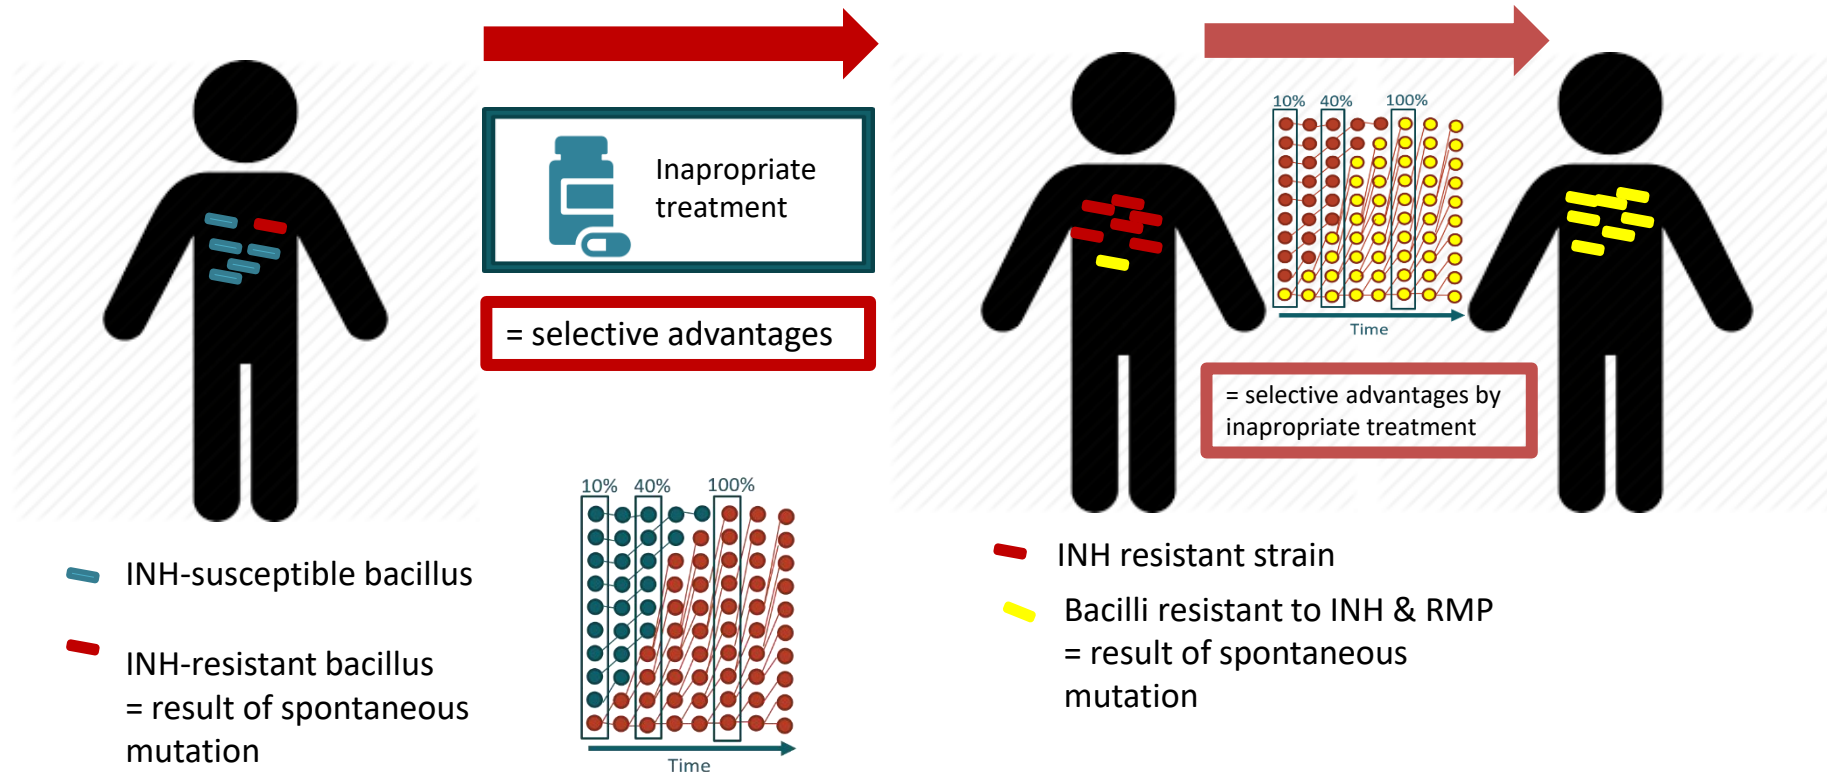 Inapropriate
treatment
= selective advantages
10% 40% 100%
Time
INH-susceptible bacillus
INH-resistant bacillus
= result of spontaneous
mutation
10% 40% 100%
Time
= selective advantages by
inapropriate treatment
INH resistant strain
Bacilli resistant to INH & RMP
= result of spontaneous
mutation